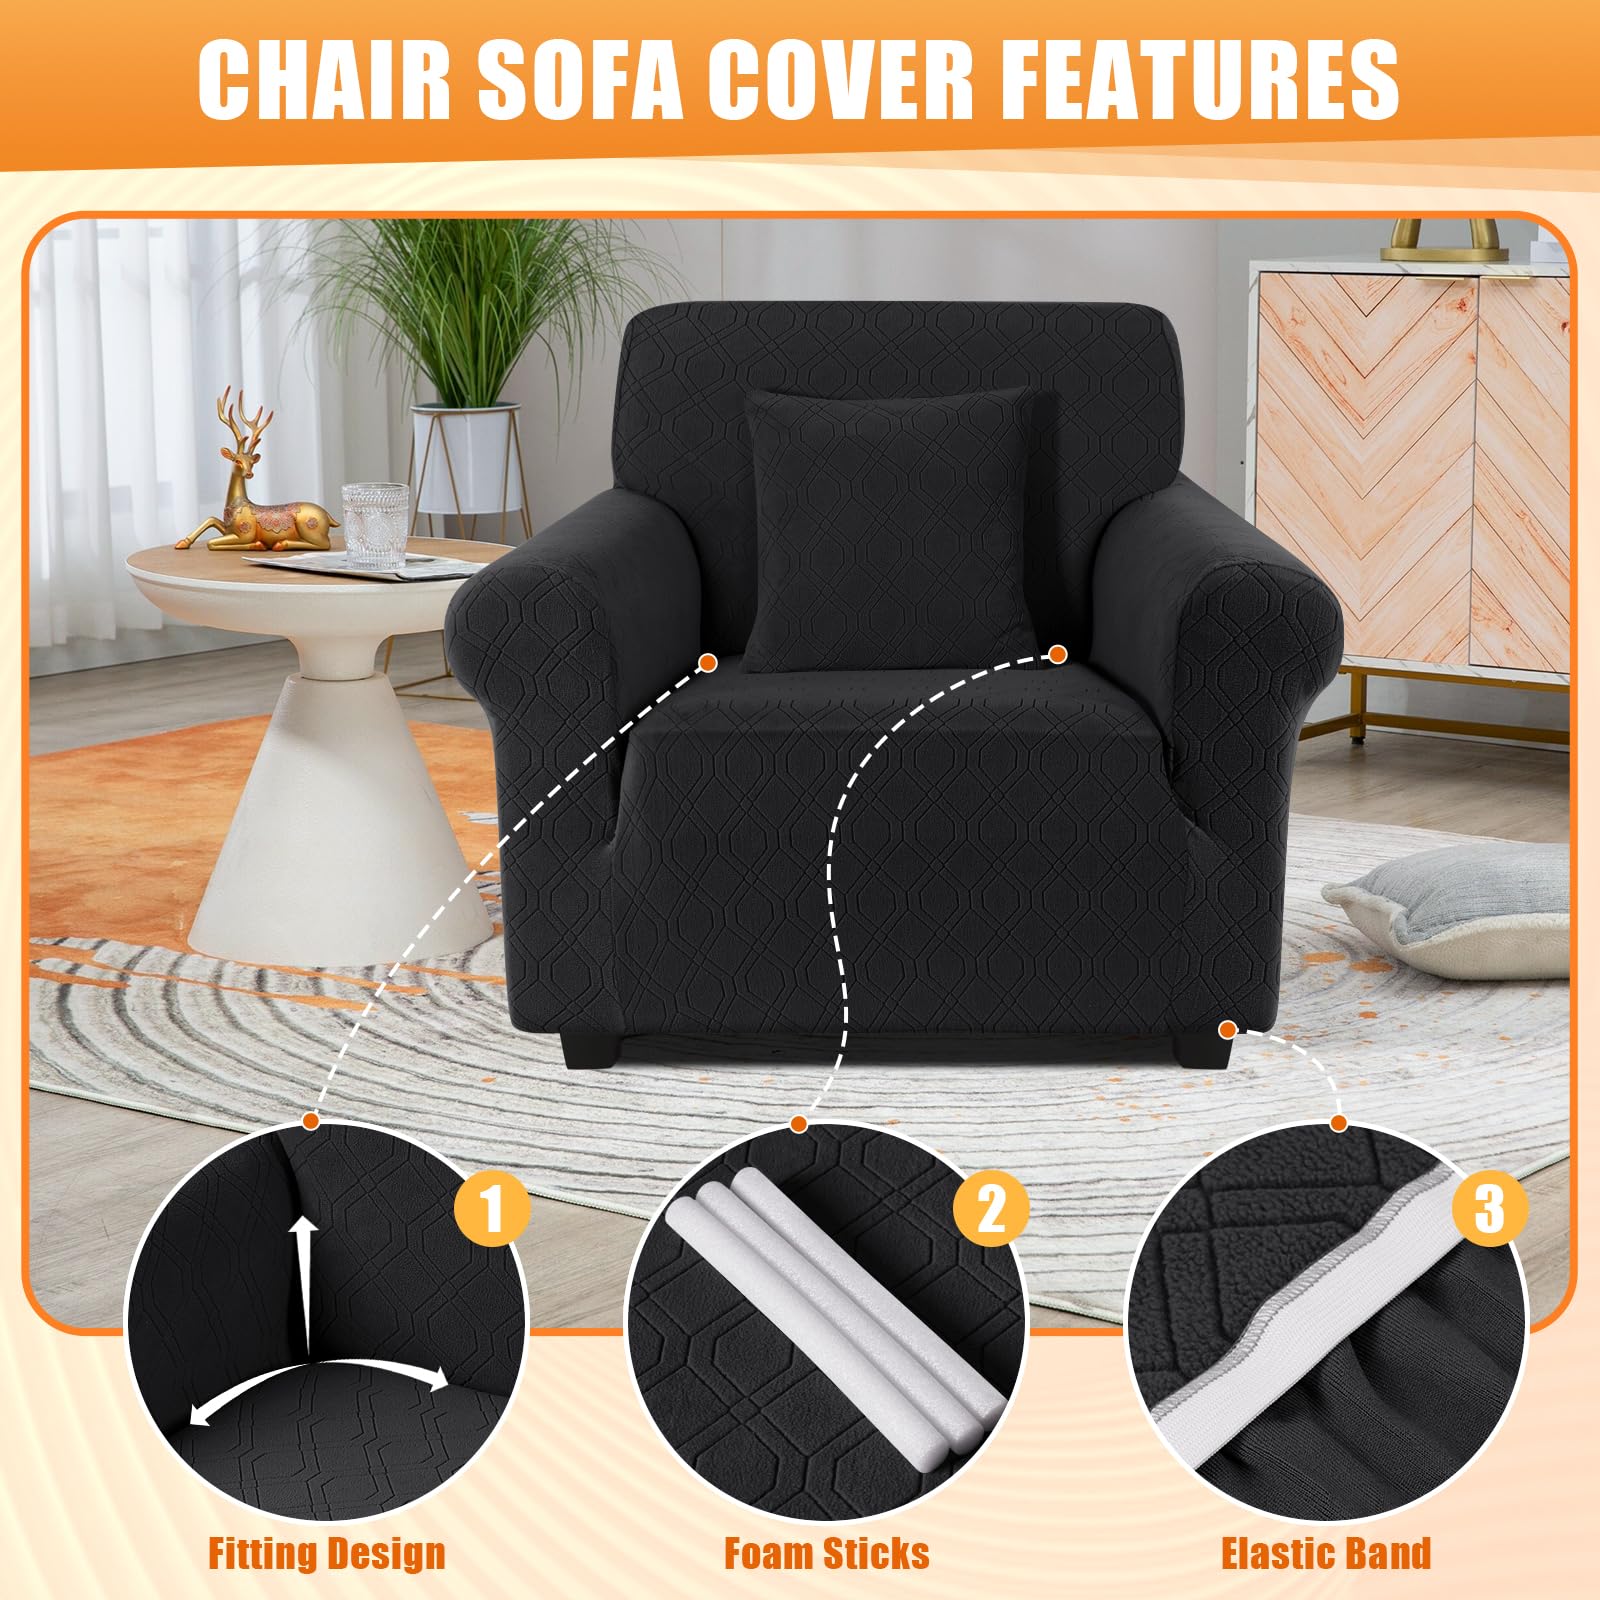 CHAIR SOFA COVER FEATURES
1
2
3
Fitting Design
Foam Sticks
Elastic Band